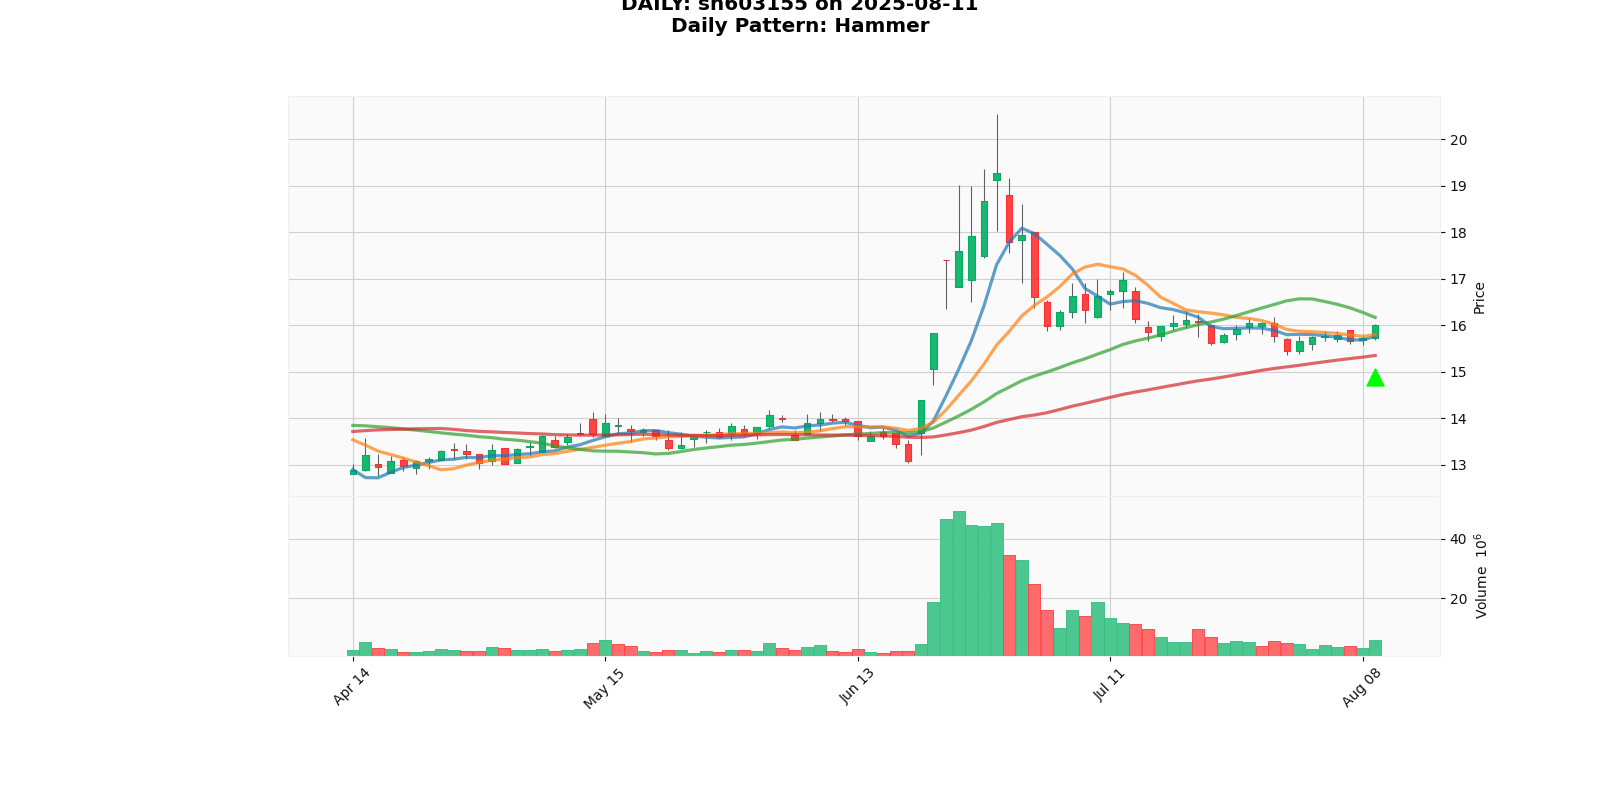 DAILY: sh603155 on 2025-08-11
Daily Pattern: Hammer
20
19
18
17
16
15
14
13
Price
40
20
Volume 10⁶
Apr 14
May 15
Jun 13
Jul 11
Aug 08